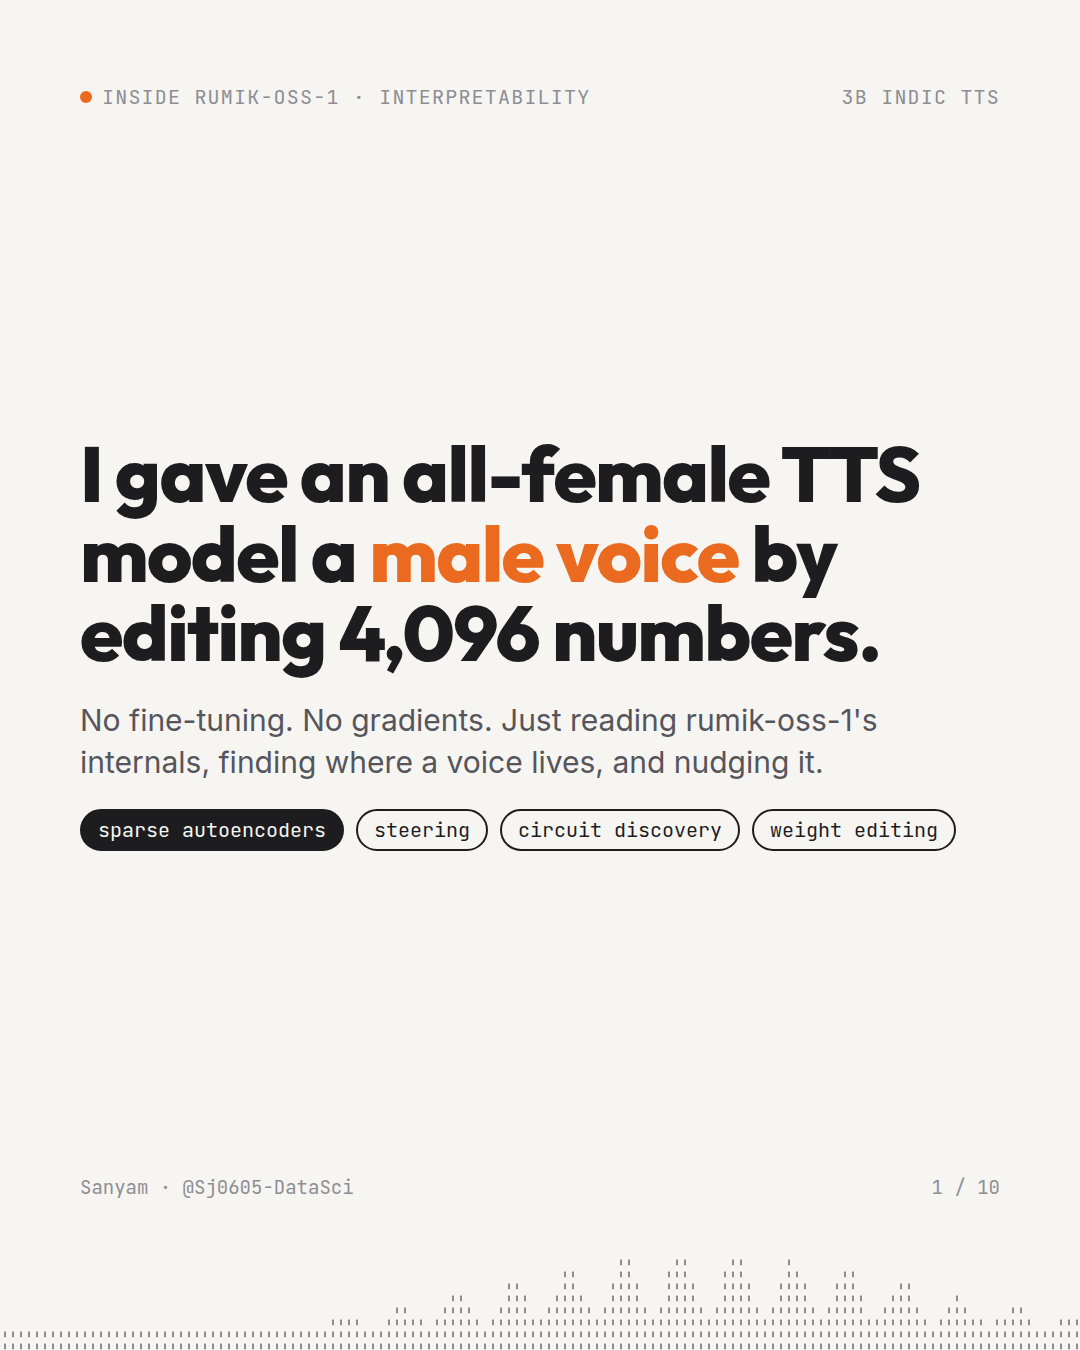 INSIDE RUMIK-OSS-1 · INTERPRETABILITY
3B INDIC TTS
I gave an all-female TTS
model a male voice by
editing 4,096 numbers.
No fine-tuning. No gradients. Just reading rumik-oss-1's
internals, finding where a voice lives, and nudging it.
sparse autoencoders
steering
circuit discovery
weight editing
Sanyam · @Sj0605-DataSci
1 / 10